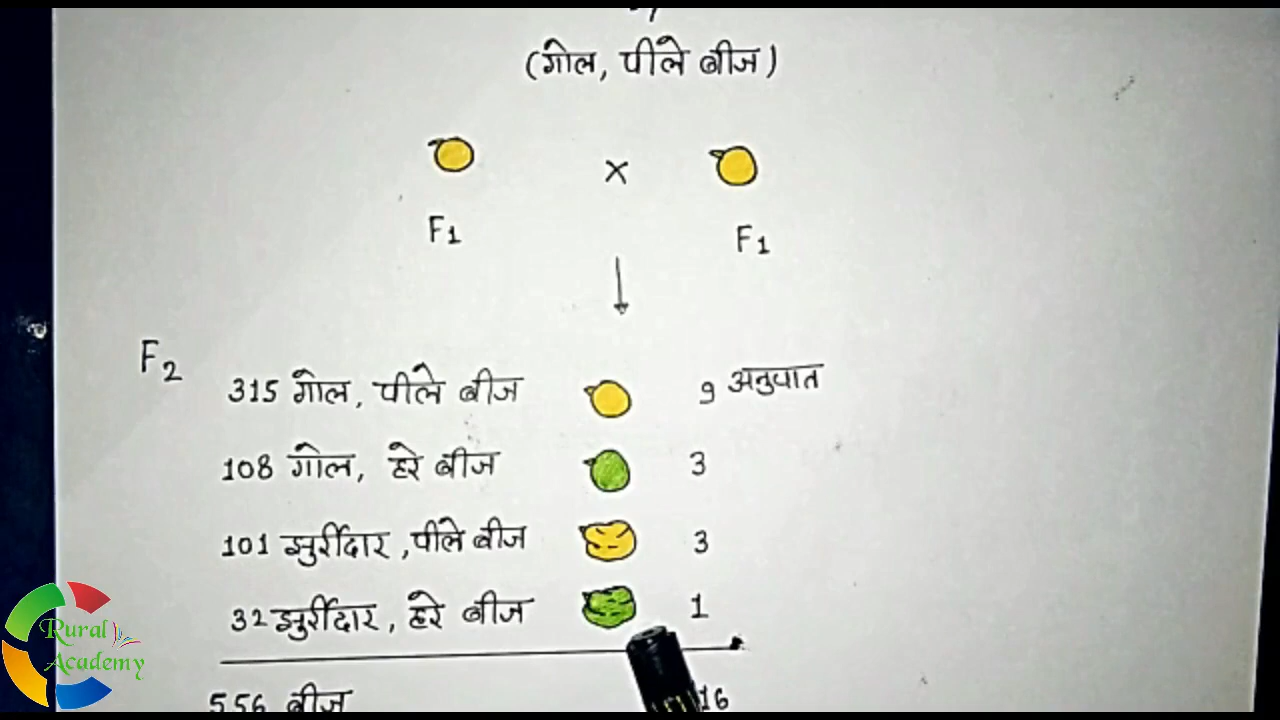 (गोल, पीले बीज)
x
F1 F1
F2
315 गोल, पीले बीज 9 अनुपात
108 गोल, हरे बीज 3
101 झुर्रीदार, पीले बीज 3
32 झुर्रीदार, हरे बीज 1
556 बीज 16
Rural
Academy